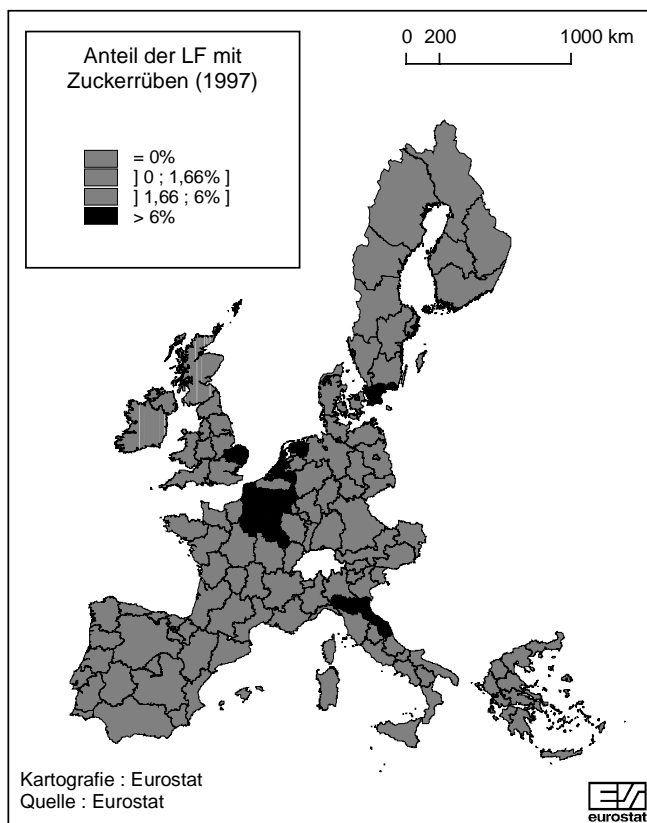 Anteil der LF mit
Zuckerrüben (1997)
0 200 1000 km
= 0%
] 0 ; 1,66% ]
] 1,66 ; 6% ]
> 6%
Kartografie : Eurostat
Quelle : Eurostat
eurostat